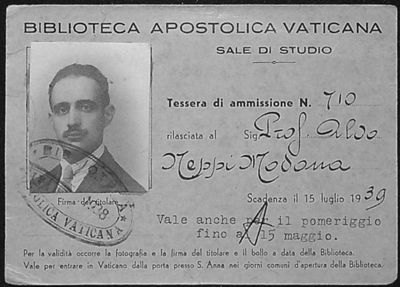 BIBLIOTECA APOSTOLICA VATICANA
SALE DI STUDIO
Tessera di ammissione N. 710
rilasciata al Sig. Prof. Aldo
Neppi Modona
Firma del titolare
Scadenza il 15 luglio 1939
Vale anche per il pomeriggio
fino al 15 maggio.
Per la validità occorre la fotografia e la firma del titolare e il bollo a data della Biblioteca.
Vale per entrare in Vaticano dalla porta presso S. Anna nei giorni comuni d'apertura della Biblioteca.